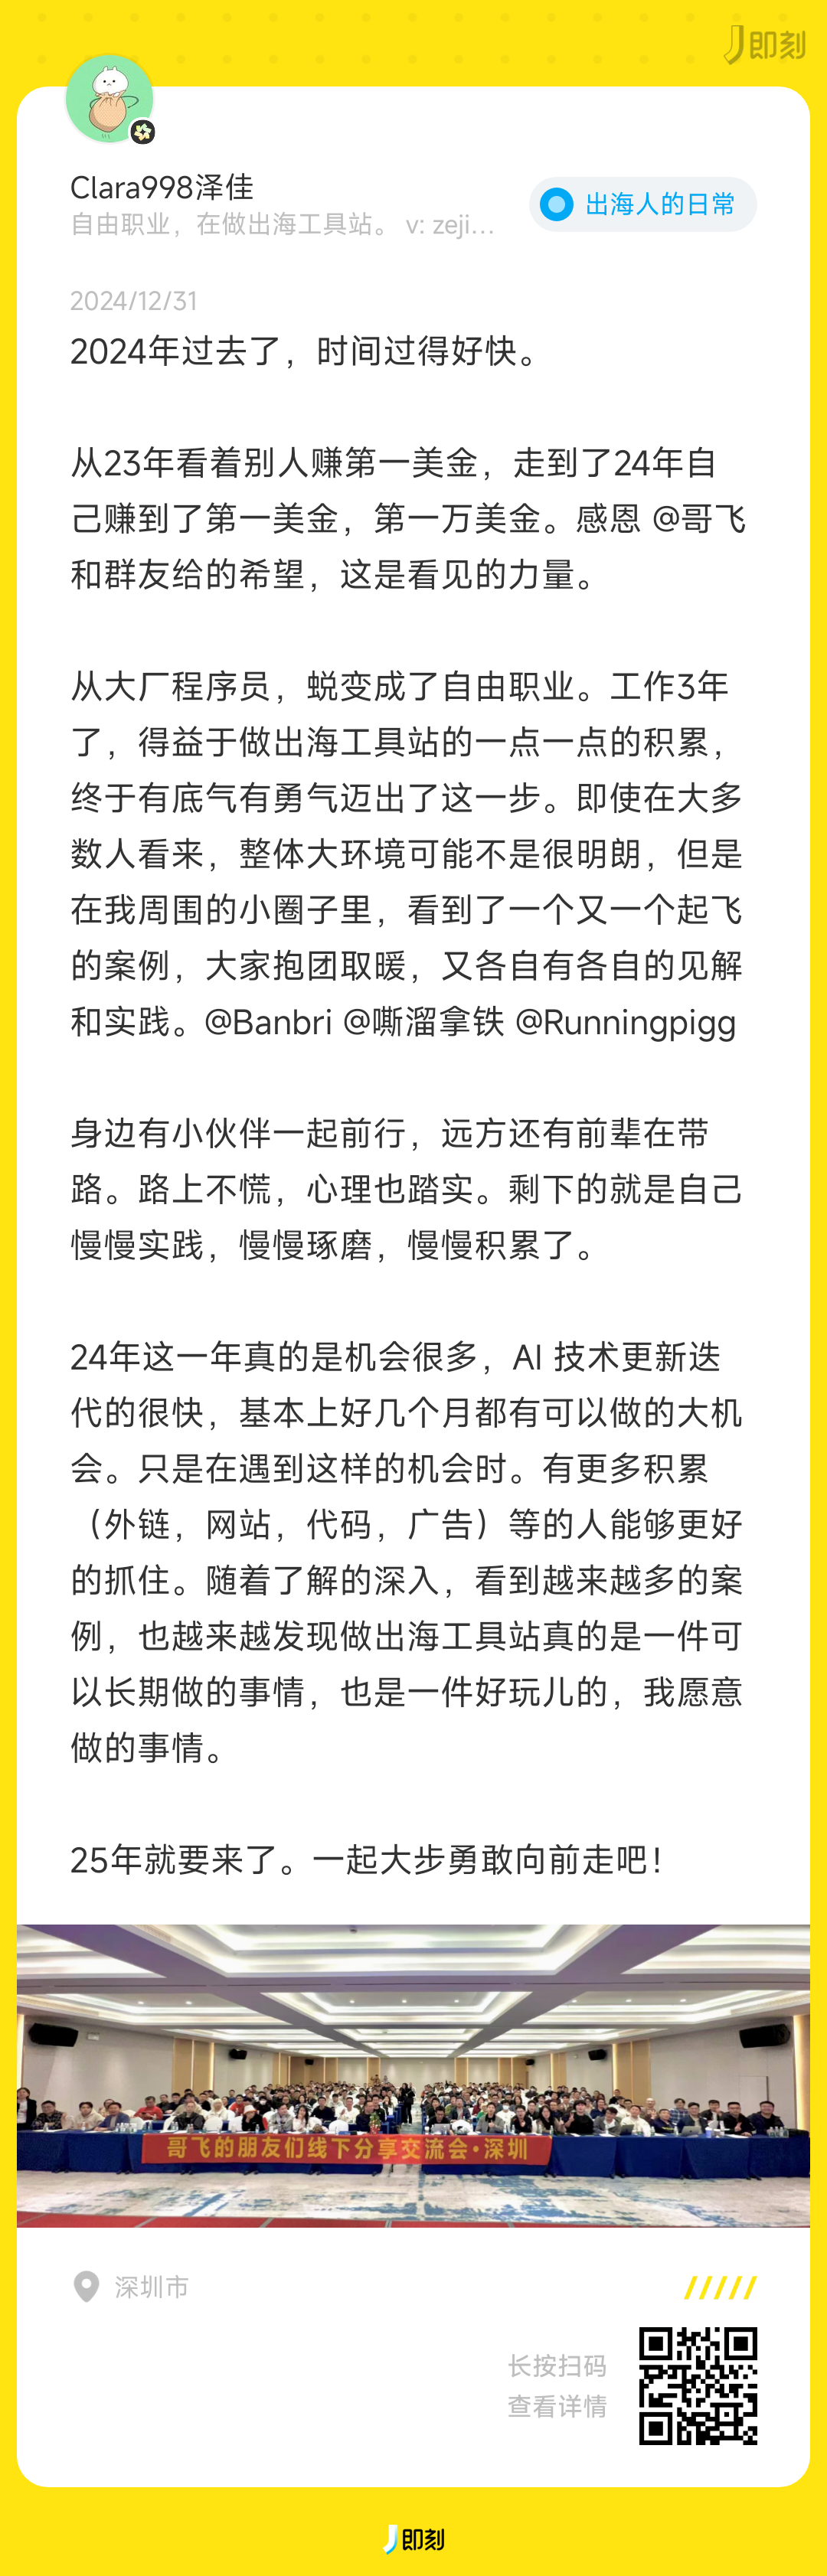 即刻
Clara998泽佳
自由职业，在做出海工具站。 v: zeji...
出海人的日常
2024/12/31
2024年过去了，时间过得好快。
从23年看着别人赚第一美金，走到了24年自
己赚到了第一美金，第一万美金。感恩 @哥飞
和群友给的希望，这是看见的力量。
从大厂程序员，蜕变成了自由职业。工作3年
了，得益于做出海工具站的一点一点的积累，
终于有底气有勇气迈出了这一步。即使在大多
数人看来，整体大环境可能不是很明朗，但是
在我周围的小圈子里，看到了一个又一个起飞
的案例，大家抱团取暖，又各自有各自的见解
和实践。@Banbri @嘶溜拿铁 @Runningpigg
身边有小伙伴一起前行，远方还有前辈在带
路。路上不慌，心理也踏实。剩下的就是自己
慢慢实践，慢慢琢磨，慢慢积累了。
24年这一年真的是机会很多，AI 技术更新迭
代的很快，基本上好几个月都有可以做的大机
会。只是在遇到这样的机会时。有更多积累
（外链，网站，代码，广告）等的人能够更好
的抓住。随着了解的深入，看到越来越多的案
例，也越来越发现做出海工具站真的是一件可
以长期做的事情，也是一件好玩儿的，我愿意
做的事情。
25年就要来了。一起大步勇敢向前走吧！
哥飞的朋友们线下分享交流会·深圳
深圳市
长按扫码
查看详情
即刻